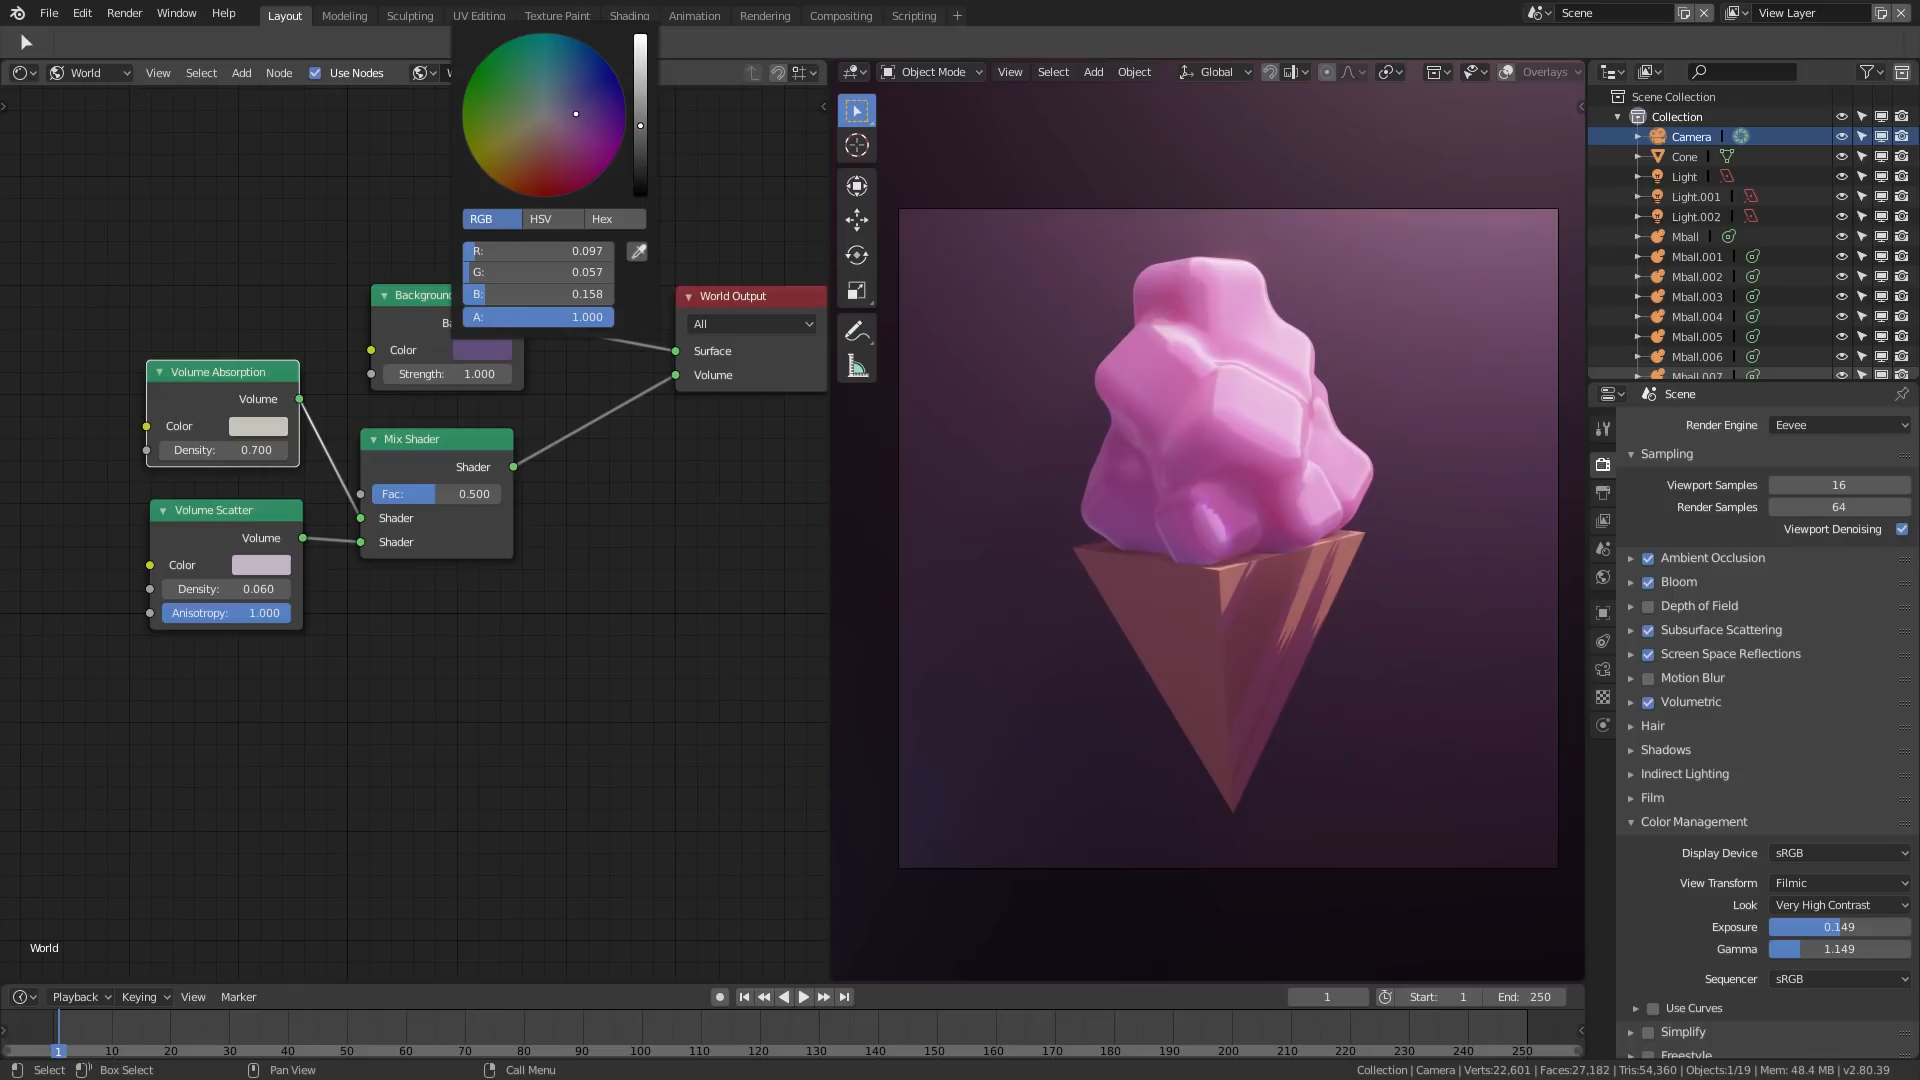 File Edit Render Window Help Layout Modeling Sculpting UV Editing Texture Paint Shading Animation Rendering Compositing Scripting + Scene View Layer
World View Select Add Node Use Nodes Object Mode View Select Add Object Global Overlays
Scene Collection
Collection
Camera
Cone
Light
Light.001
Light.002
Mball
Mball.001
Mball.002
Mball.003
Mball.004
Mball.005
Mball.006
Mball.007
RGB HSV Hex
R: 0.097
G: 0.057
B: 0.158
A: 1.000
Color
Strength: 1.000
World Output
All
Surface
Volume
Volume Absorption
Volume
Color
Density: 0.700
Mix Shader
Shader
Fac: 0.500
Shader
Shader
Volume Scatter
Volume
Color
Density: 0.060
Anisotropy: 1.000
World
Scene
Render Engine Eevee
Sampling
Viewport Samples 16
Render Samples 64
Viewport Denoising
Ambient Occlusion
Bloom
Depth of Field
Subsurface Scattering
Screen Space Reflections
Motion Blur
Volumetric
Hair
Shadows
Indirect Lighting
Film
Color Management
Display Device sRGB
View Transform Filmic
Look Very High Contrast
Exposure 0.149
Gamma 1.149
Sequencer sRGB
Use Curves
Simplify
Freestyle
Playback Keying View Marker 1 Start: 1 End: 250
1 10 20 30 40 50 60 70 80 90 100 110 120 130 140 150 160 170 180 190 200 210 220 230 240 250
Select Box Select Pan View Call Menu Collection | Camera | Verts:22,601 | Faces:27,182 | Tris:54,360 | Objects:1/19 | Mem: 48.4 MB | v2.80.39